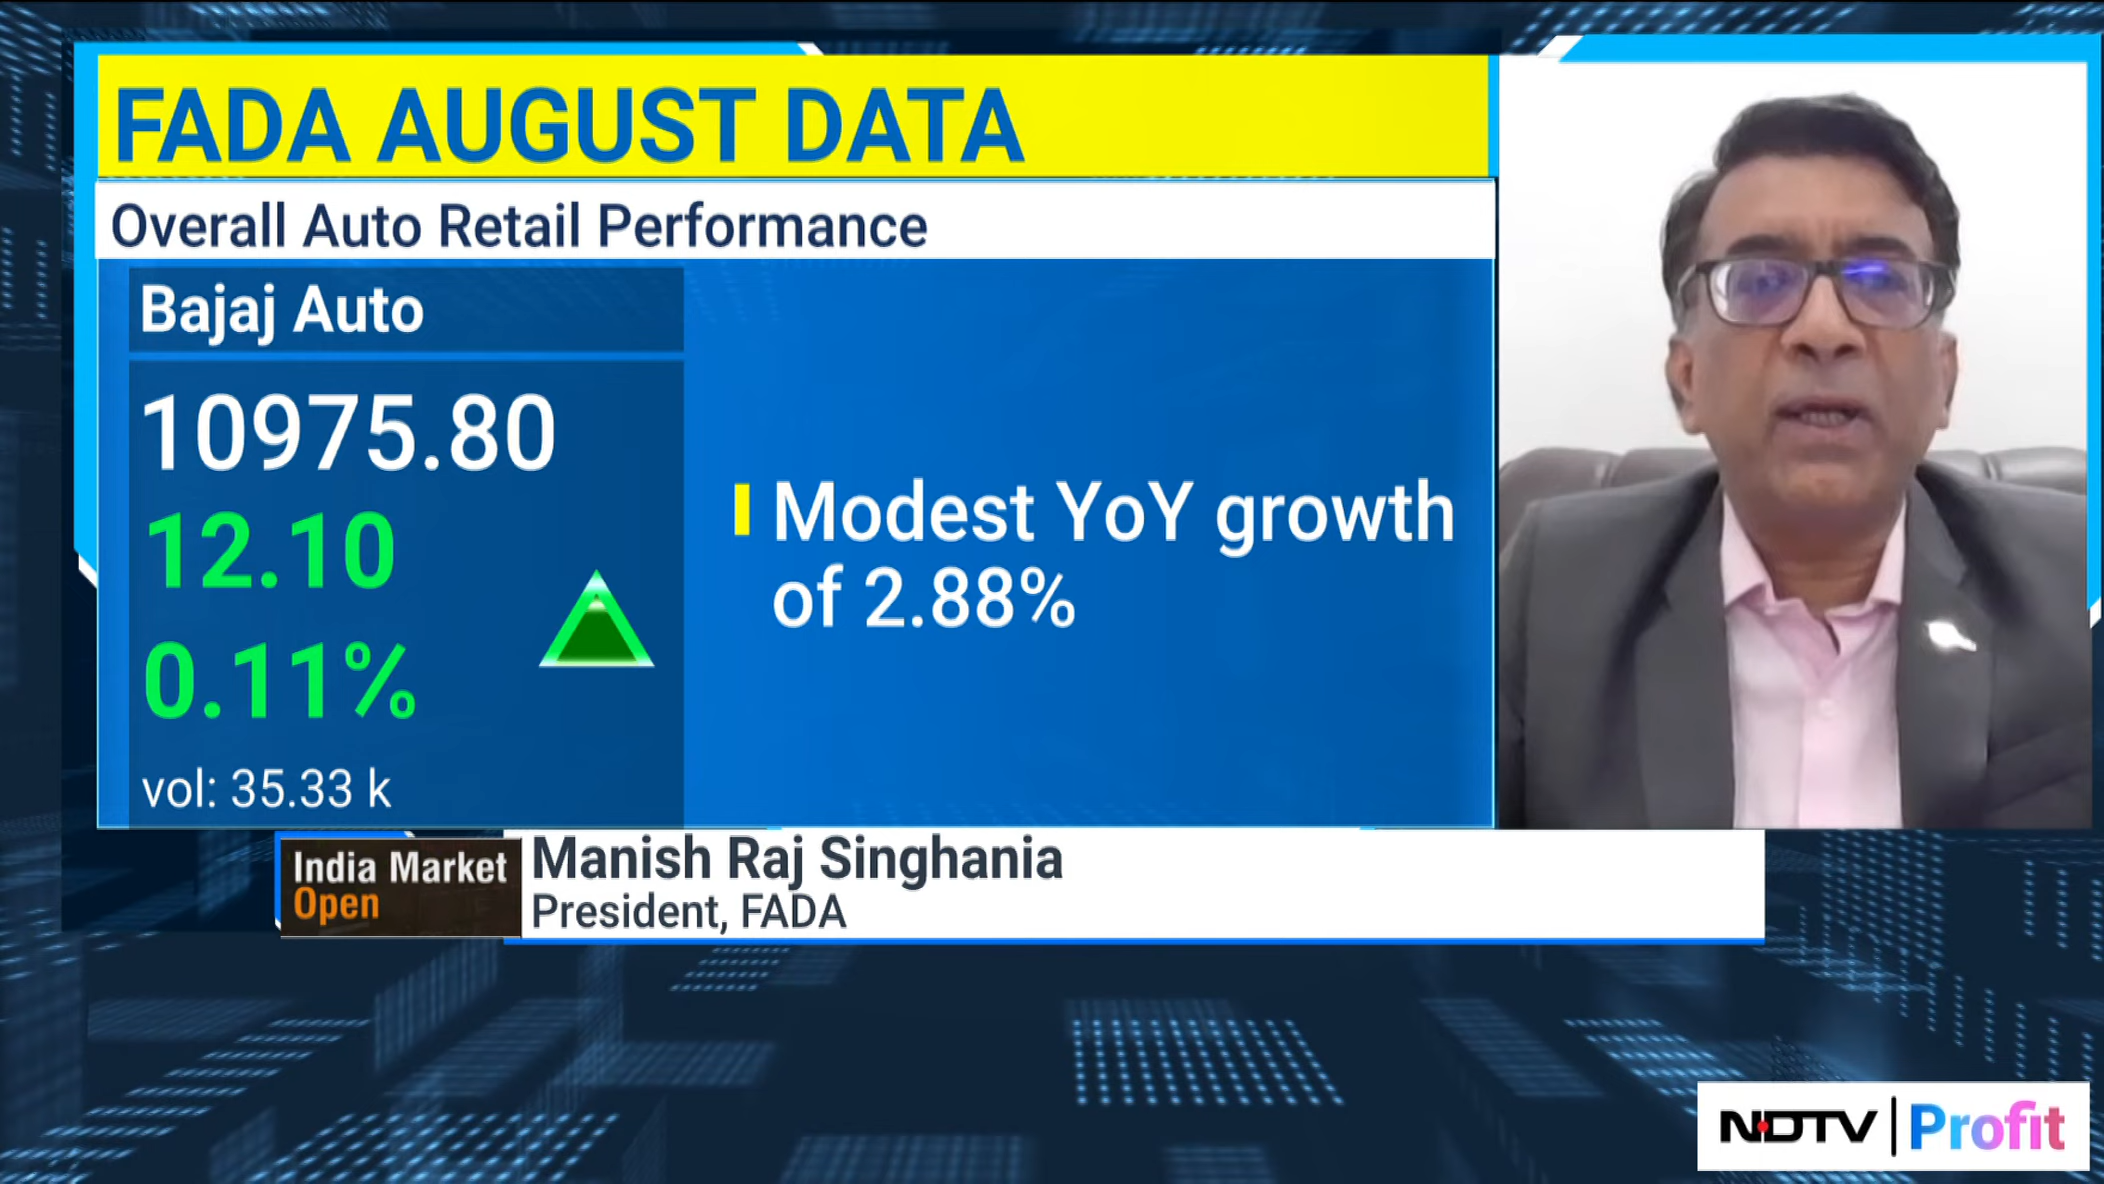 FADA AUGUST DATA
Overall Auto Retail Performance
Bajaj Auto
10975.80
12.10
0.11%
vol: 35.33 k
Modest YoY growth
of 2.88%
India Market
Open
Manish Raj Singhania
President, FADA
NDTV | Profit